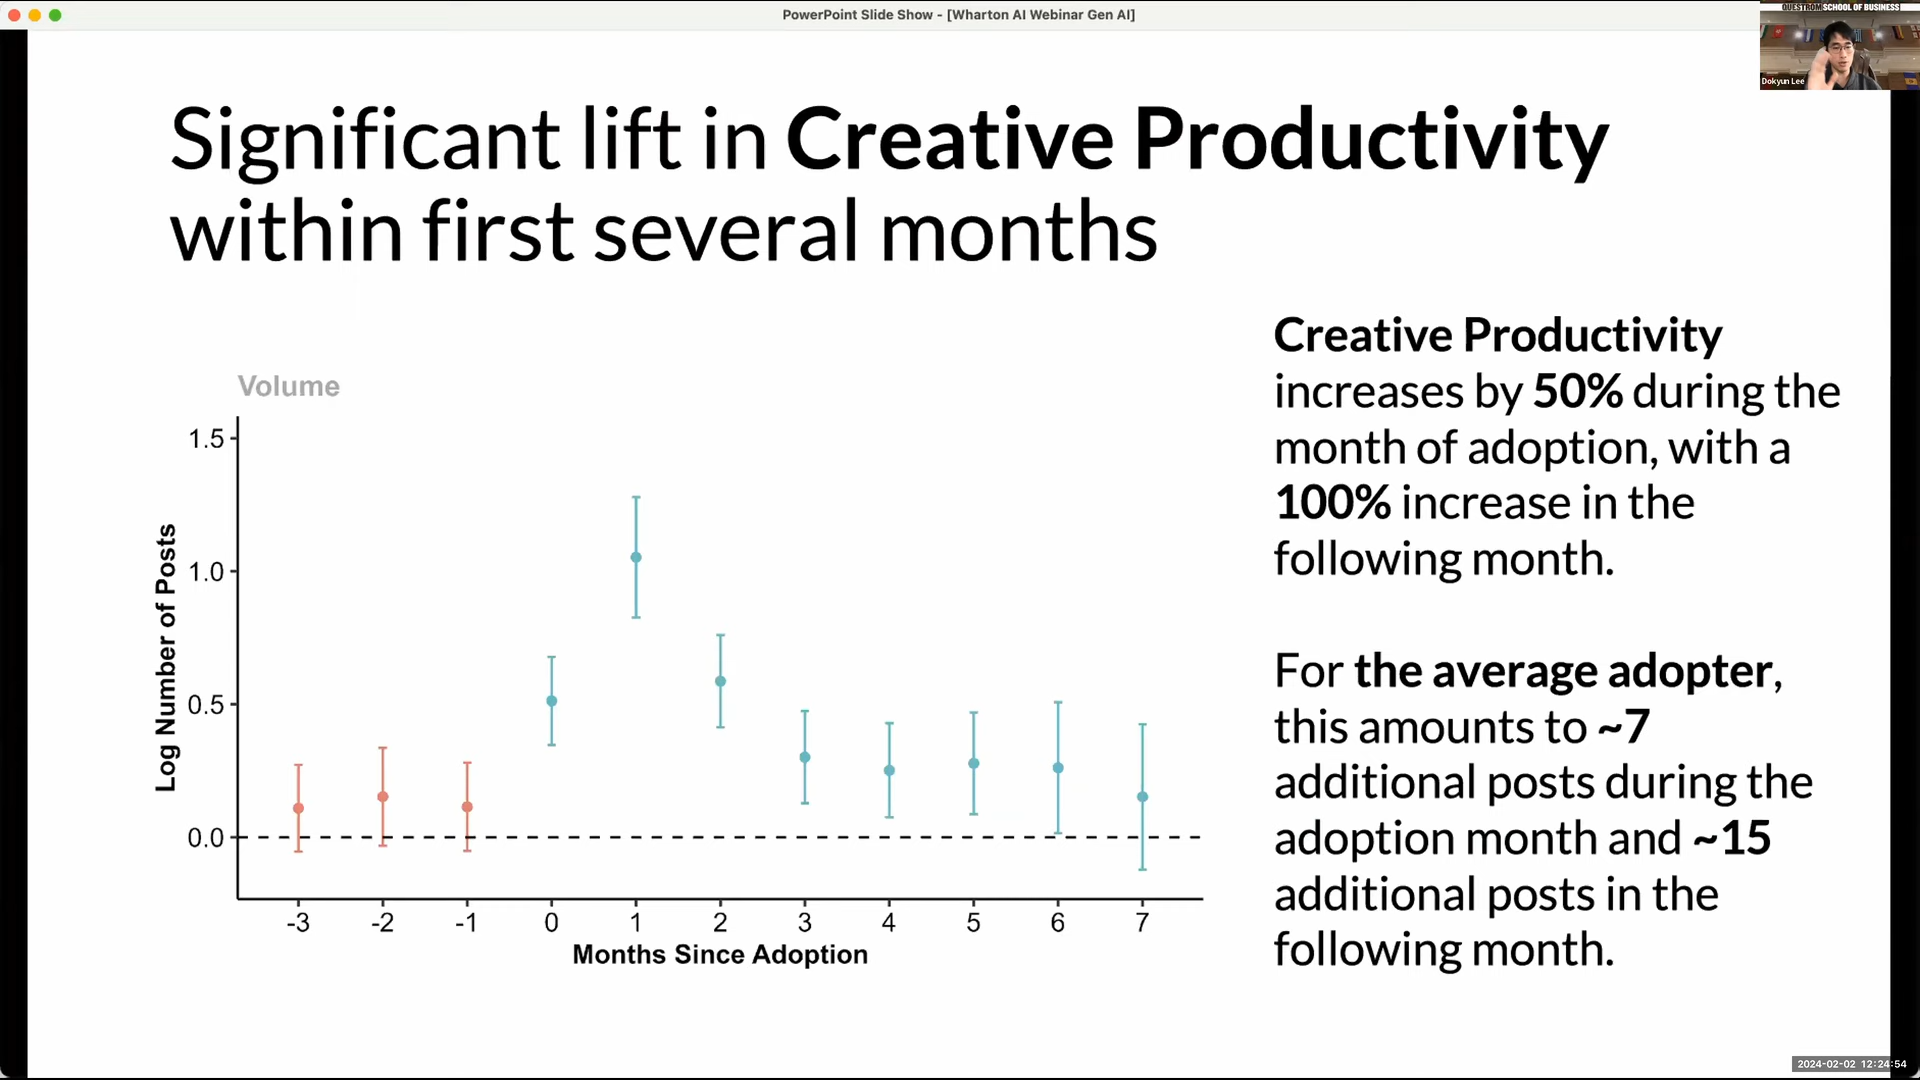 PowerPoint Slide Show - [Wharton AI Webinar Gen AI]
QUESTROM SCHOOL OF BUSINESS
Dokyun Lee
Significant lift in Creative Productivity
within first several months
Volume
1.5
1.0
0.5
0.0
Log Number of Posts
-3 -2 -1 0 1 2 3 4 5 6 7
Months Since Adoption
Creative Productivity
increases by 50% during the
month of adoption, with a
100% increase in the
following month.
For the average adopter,
this amounts to ~7
additional posts during the
adoption month and ~15
additional posts in the
following month.
2024-02-02 12:24:54